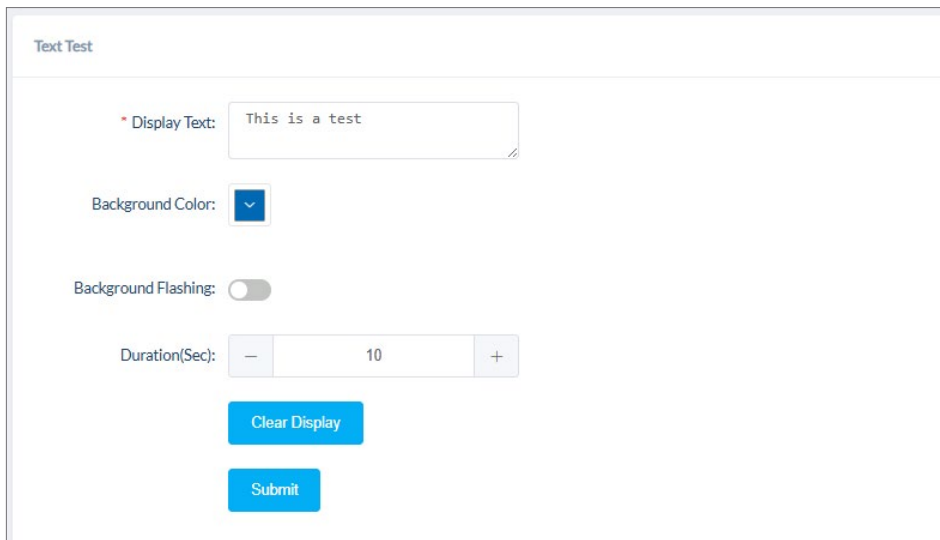 Text Test
* Display Text:
This is a test
Background Color:
Background Flashing:
Duration(Sec):
10
Clear Display
Submit